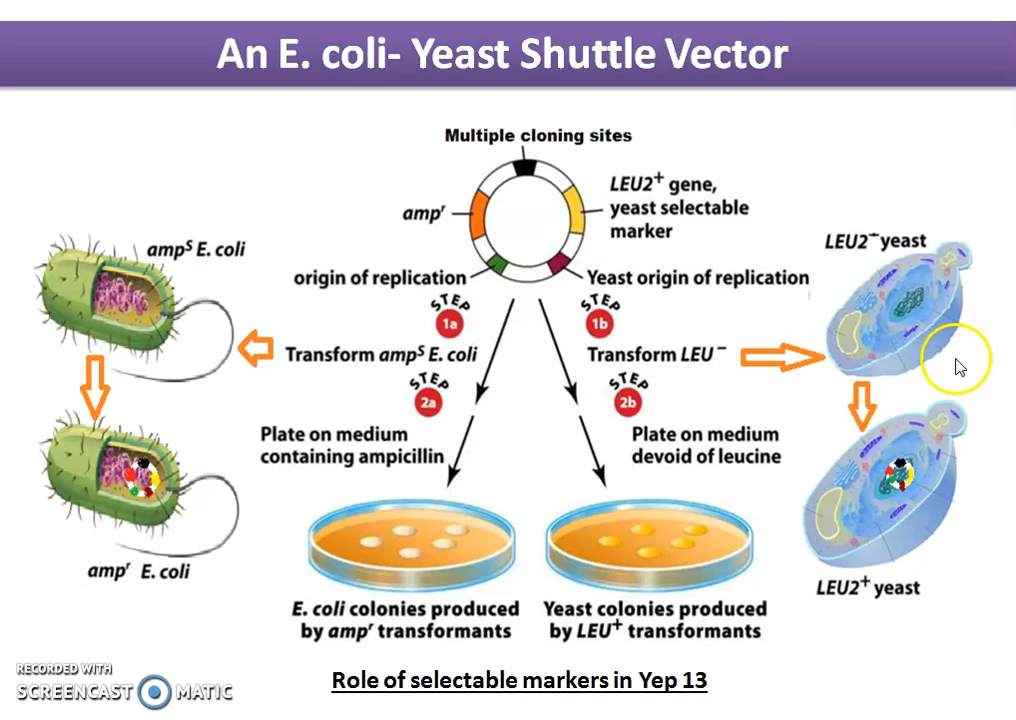 An E. coli- Yeast Shuttle Vector
Multiple cloning sites
ampʳ
LEU2⁺ gene,
yeast selectable
marker
origin of replication
Yeast origin of replication
ampˢ E. coli
LEU2⁻ yeast
STEP
1a
Transform ampˢ E. coli
STEP
1b
Transform LEU⁻
STEP
2a
Plate on medium
containing ampicillin
STEP
2b
Plate on medium
devoid of leucine
ampʳ E. coli
LEU2⁺ yeast
E. coli colonies produced
by ampʳ transformants
Yeast colonies produced
by LEU⁺ transformants
Role of selectable markers in Yep 13
RECORDED WITH
SCREENCAST MATIC